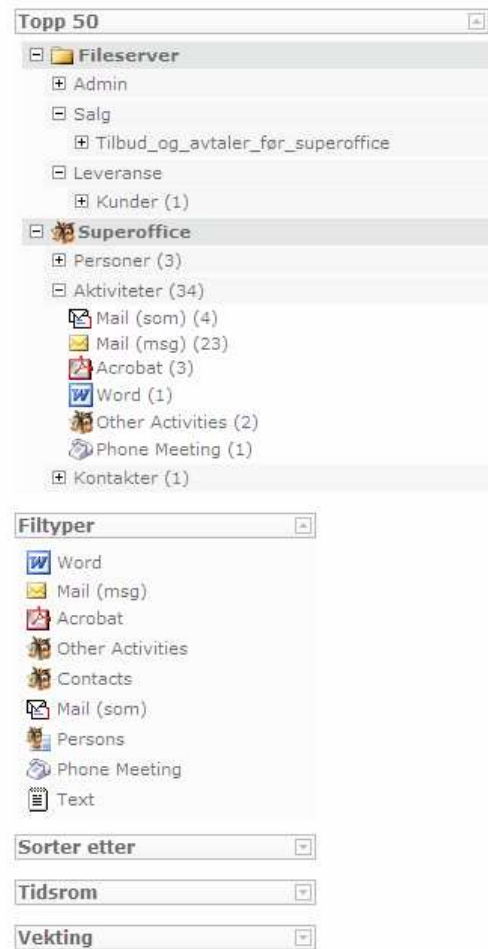 Topp 50
Fileserver
Admin
Salg
Tilbud_og_avtaler_før_superoffice
Leveranse
Kunder (1)
Superoffice
Personer (3)
Aktiviteter (34)
Mail (som) (4)
Mail (msg) (23)
Acrobat (3)
Word (1)
Other Activities (2)
Phone Meeting (1)
Kontakter (1)
Filtyper
Word
Mail (msg)
Acrobat
Other Activities
Contacts
Mail (som)
Persons
Phone Meeting
Text
Sorter etter
Tidsrom
Vekting